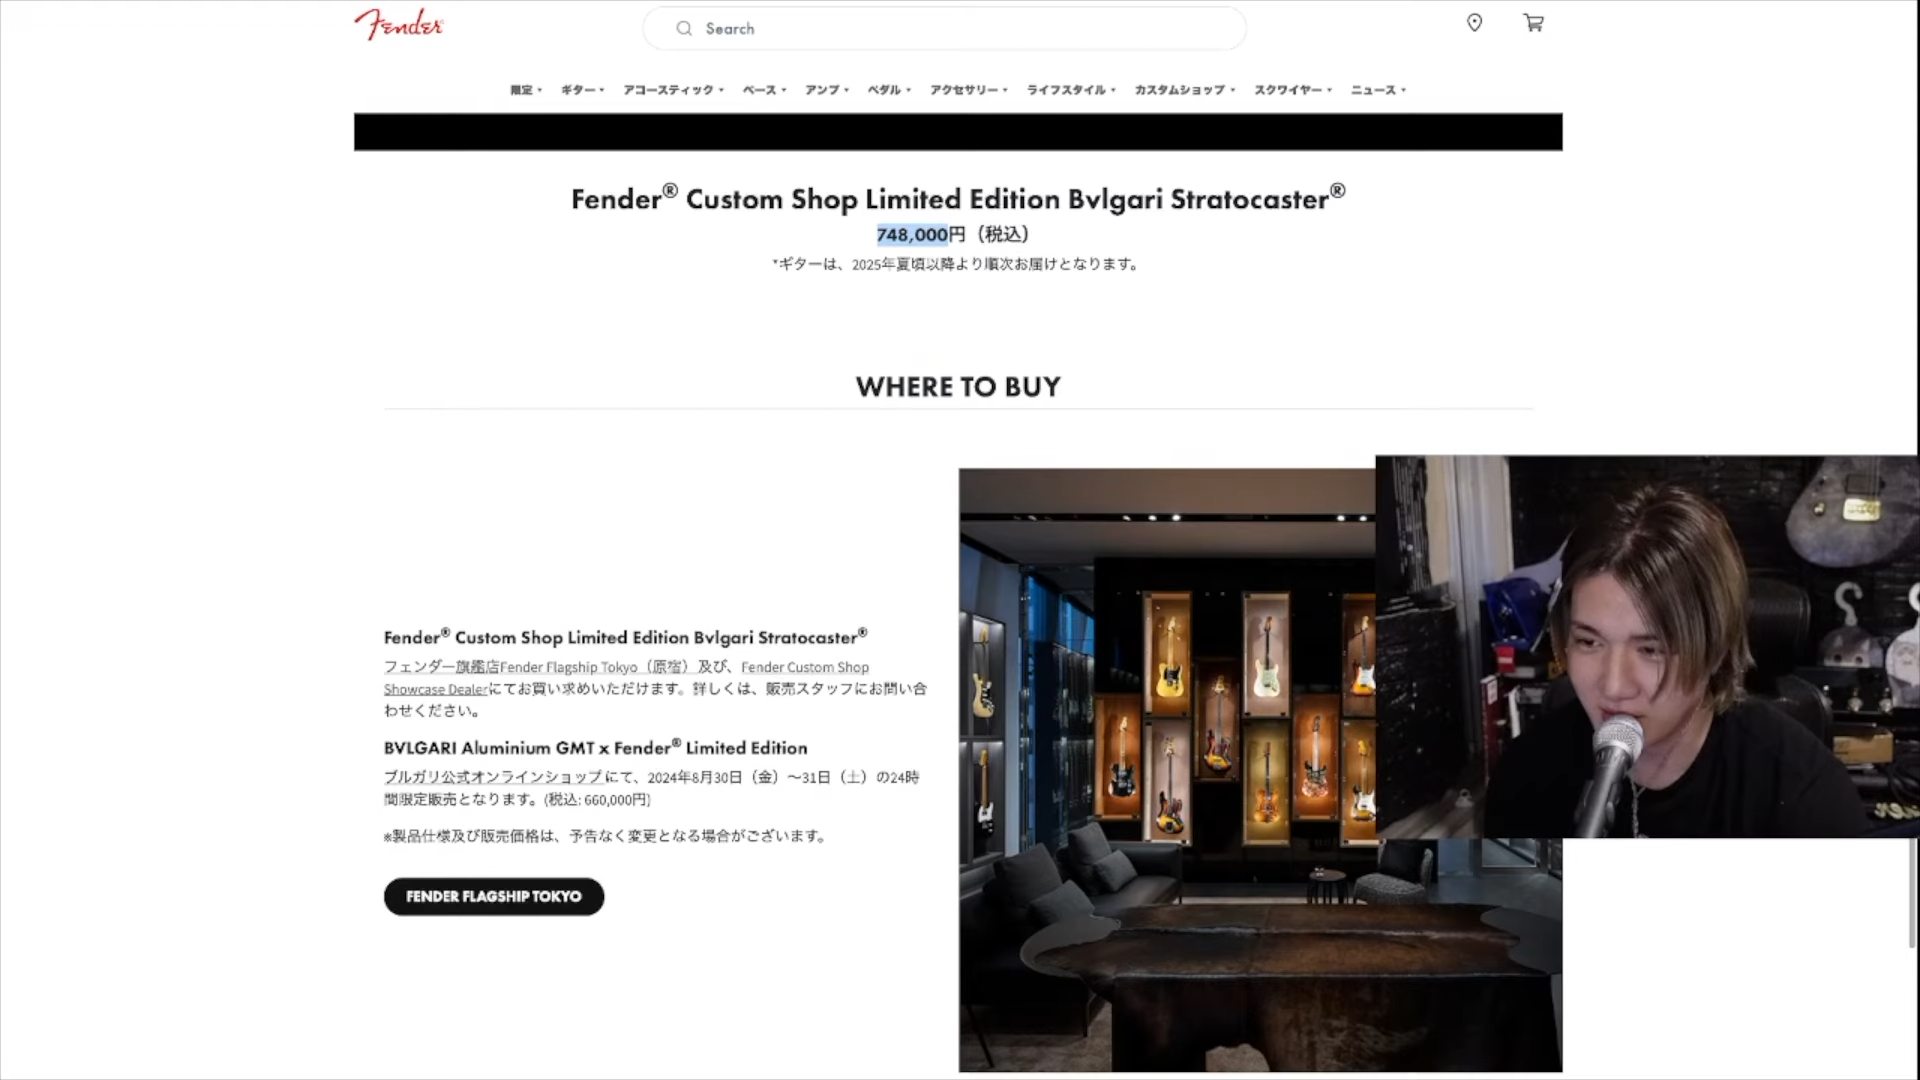 Fender
Search
限定 ギター アコースティック ベース アンプ ペダル アクセサリー ライフスタイル カスタムショップ スクワイヤー ニュース
Fender® Custom Shop Limited Edition Bvlgari Stratocaster®
748,000円（税込）
*ギターは、2025年夏頃以降より順次お届けとなります。
WHERE TO BUY
Fender® Custom Shop Limited Edition Bvlgari Stratocaster®
フェンダー旗艦店Fender Flagship Tokyo（原宿）及び、Fender Custom Shop
Showcase Dealerにてお買い求めいただけます。詳しくは、販売スタッフにお問い合
わせください。
BVLGARI Aluminium GMT x Fender® Limited Edition
ブルガリ公式オンラインショップにて、2024年8月30日（金）〜31日（土）の24時
間限定販売となります。(税込: 660,000円)
※製品仕様及び販売価格は、予告なく変更となる場合がございます。
FENDER FLAGSHIP TOKYO